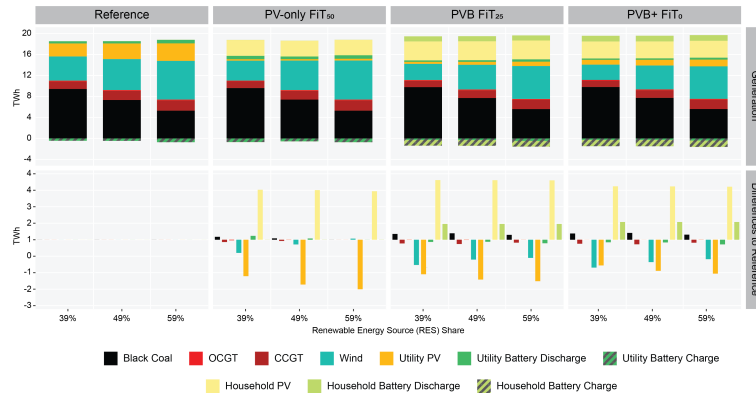 Reference
PV-only FiT₅₀
PVB FiT₂₅
PVB+ FiT₀
20
16
12
8
4
0
-4
TWh
Generation
4
3
2
1
1
0
-1
-2
-3
TWh
Differences to Reference
39% 49% 59% 39% 49% 59% 39% 49% 59% 39% 49% 59%
Renewable Energy Source (RES) Share
Black Coal OCGT CCGT Wind Utility PV Utility Battery Discharge Utility Battery Charge
Household PV Household Battery Discharge Household Battery Charge